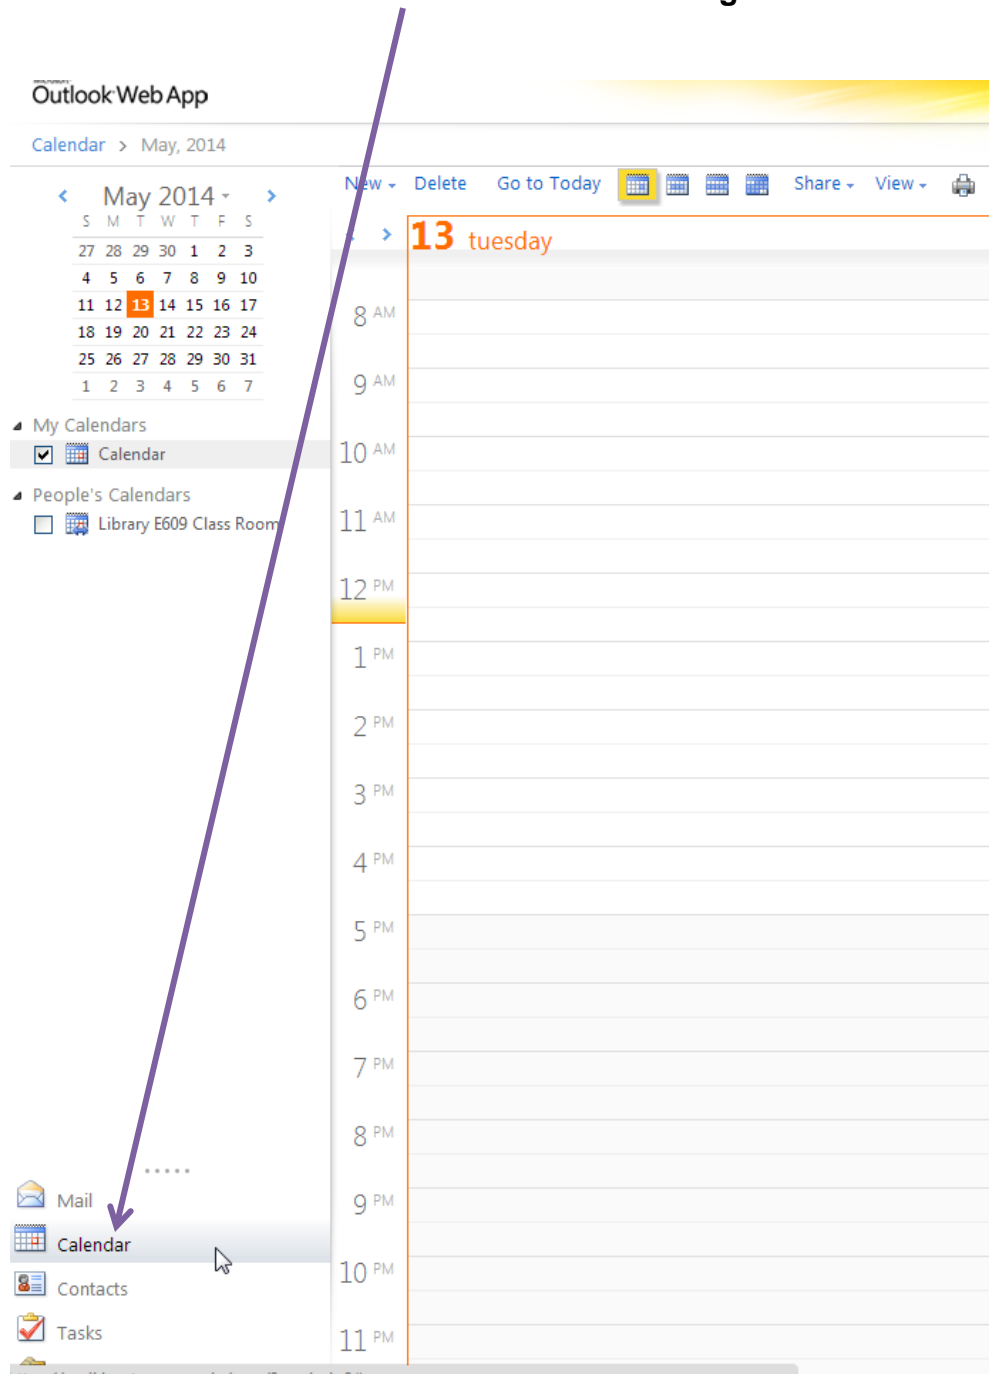 Outlook Web App
Calendar > May, 2014
May 2014
S M T W T F S
27 28 29 30 1 2 3
4 5 6 7 8 9 10
11 12 13 14 15 16 17
18 19 20 21 22 23 24
25 26 27 28 29 30 31
1 2 3 4 5 6 7
My Calendars
Calendar
People's Calendars
Library E609 Class Room
Mail
Calendar
Contacts
Tasks
New Delete Go to Today Share View
13 tuesday
8 AM
9 AM
10 AM
11 AM
12 PM
1 PM
2 PM
3 PM
4 PM
5 PM
6 PM
7 PM
8 PM
9 PM
10 PM
11 PM